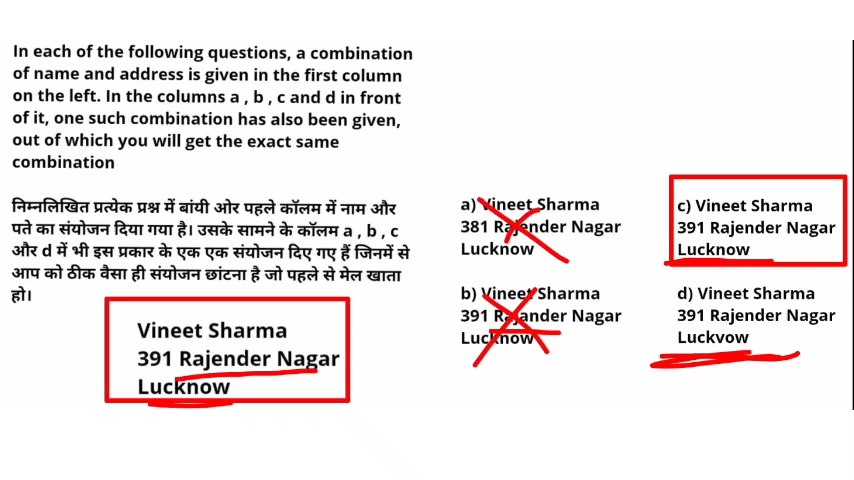 In each of the following questions, a combination
of name and address is given in the first column
on the left. In the columns a , b , c and d in front
of it, one such combination has also been given,
out of which you will get the exact same
combination
निम्नलिखित प्रत्येक प्रश्न में बांयी ओर पहले कॉलम में नाम और
पते का संयोजन दिया गया है। उसके सामने के कॉलम a , b , c
और d में भी इस प्रकार के एक एक संयोजन दिए गए हैं जिनमें से
आप को ठीक वैसा ही संयोजन छांटना है जो पहले से मेल खाता
हो।
Vineet Sharma
391 Rajender Nagar
Lucknow
a) Vineet Sharma
381 Rajender Nagar
Lucknow
b) Vineet Sharma
391 Rajander Nagar
Lucknow
c) Vineet Sharma
391 Rajender Nagar
Lucknow
d) Vineet Sharma
391 Rajender Nagar
Luckvow